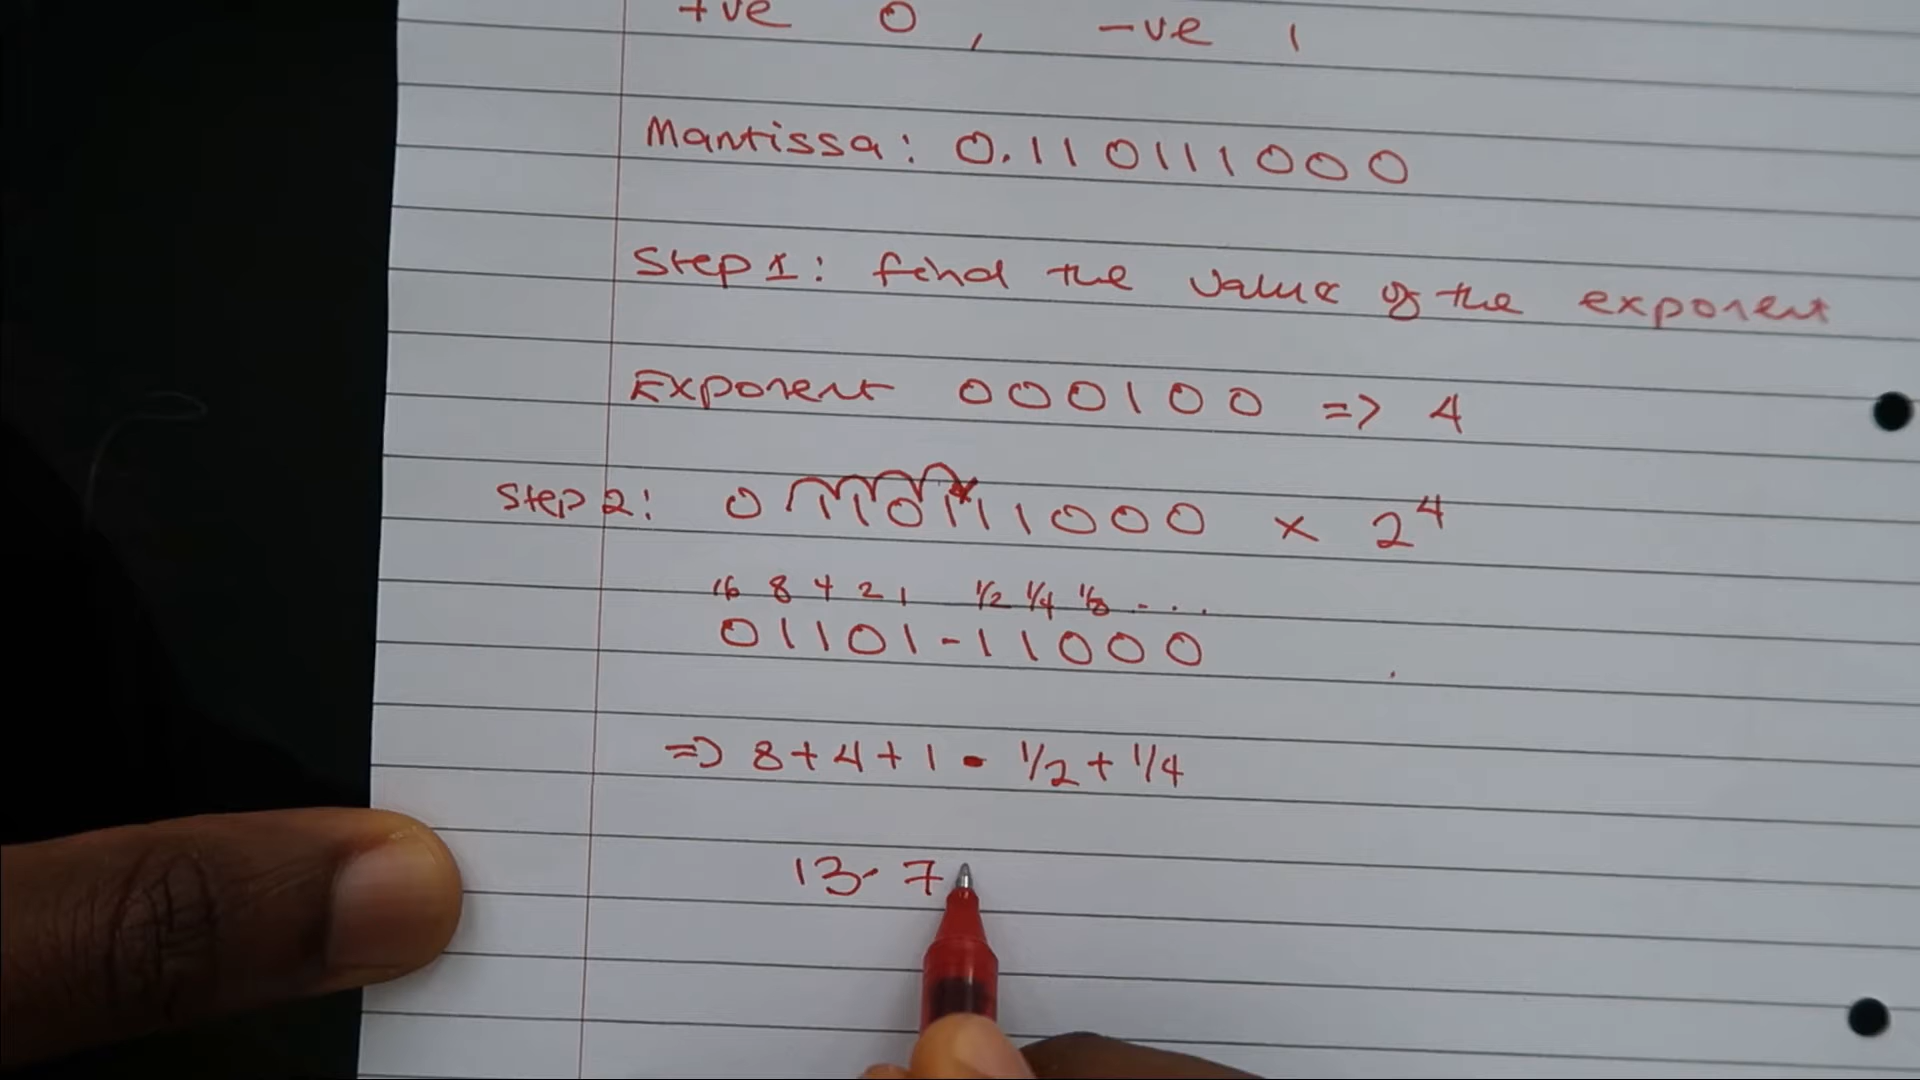 +ve 0 , -ve 1
Mantissa: 0.110111000
Step 1: find the value of the exponent
Exponent 000100 => 4
Step 2: 0110111000 x 2^4
16 8 4 2 1 1/2 1/4 1/8 - . .
01101-11000
=> 8 + 4 + 1 . 1/2 + 1/4
13.7